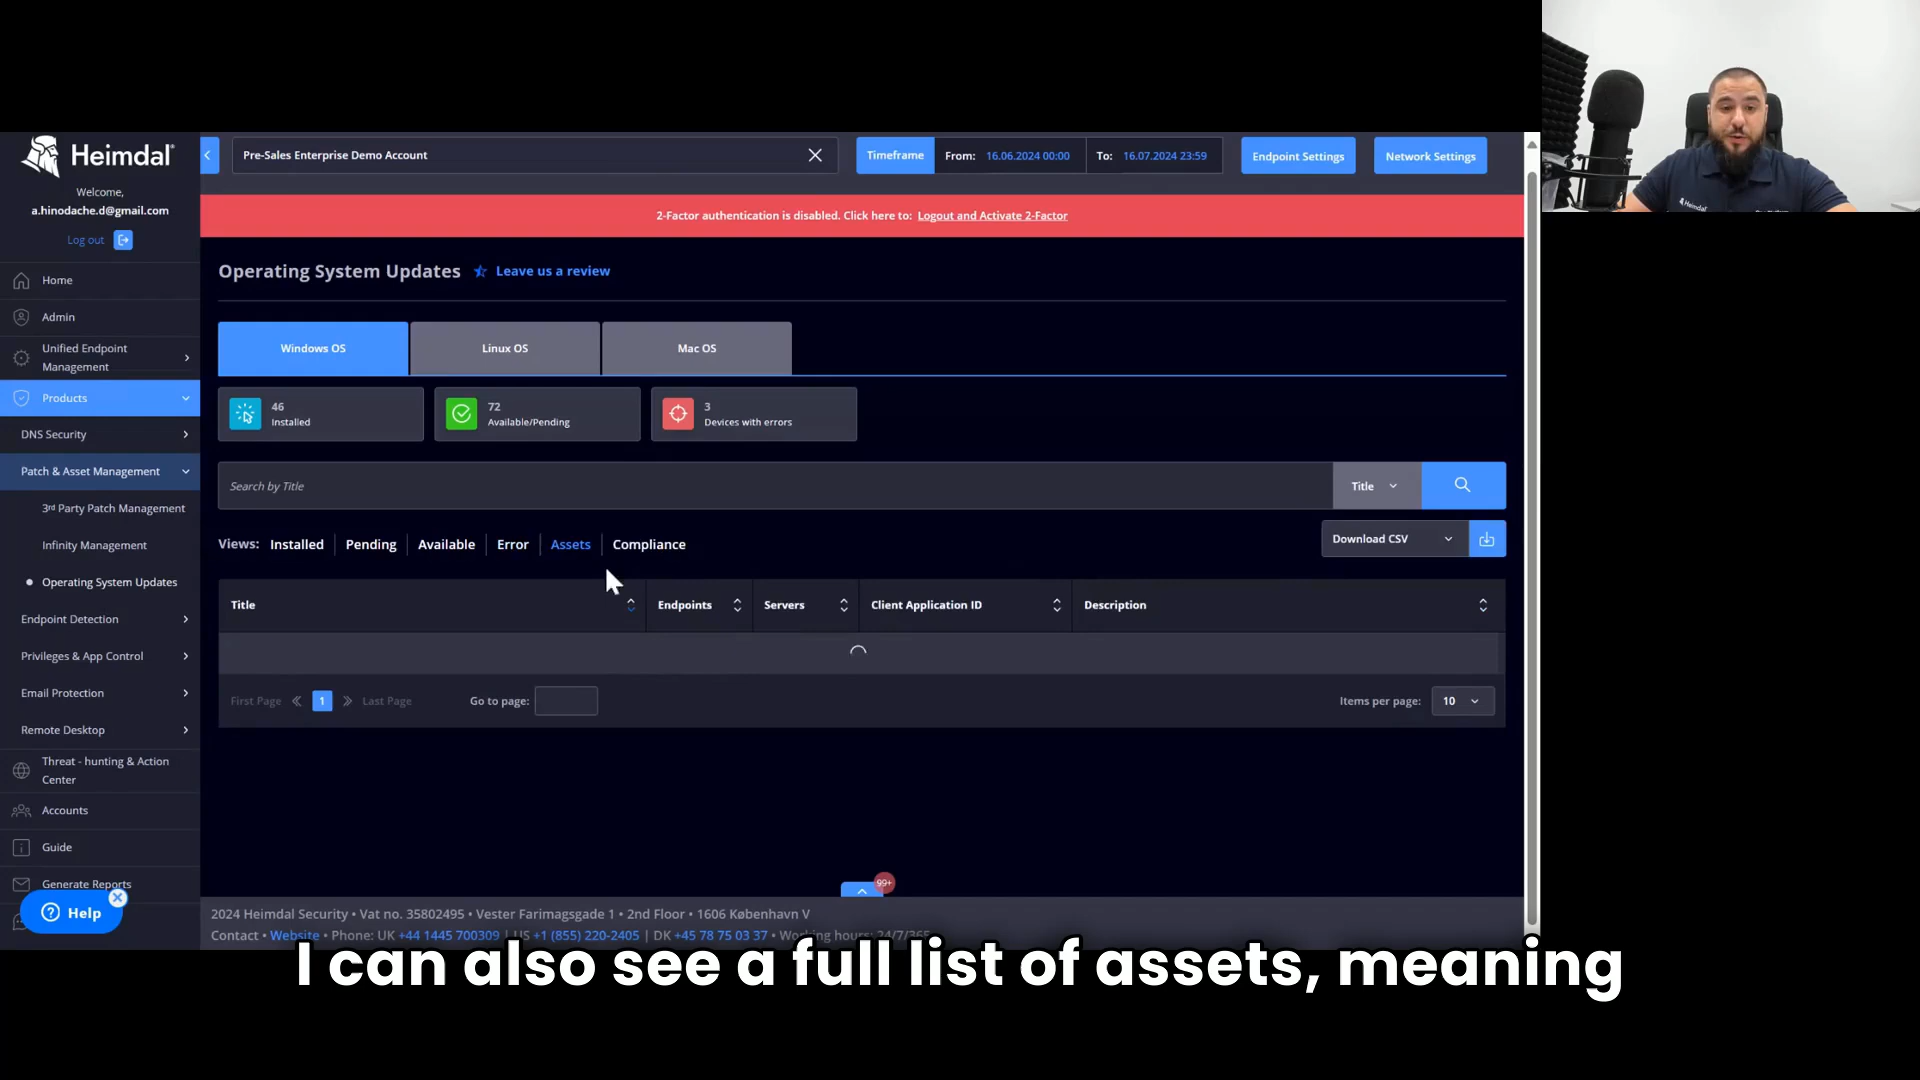 Heimdal
Welcome,
a.hinodache.d@gmail.com
Log out
Home
Admin
Unified Endpoint
Management
Products
DNS Security
Patch & Asset Management
3rd Party Patch Management
Infinity Management
Operating System Updates
Endpoint Detection
Privileges & App Control
Email Protection
Remote Desktop
Threat - hunting & Action
Center
Accounts
Guide
Generate Reports
Help
Pre-Sales Enterprise Demo Account
Timeframe From: 16.06.2024 00:00 To: 16.07.2024 23:59
Endpoint Settings
Network Settings
2-Factor authentication is disabled. Click here to: Logout and Activate 2-Factor
Operating System Updates Leave us a review
Windows OS Linux OS Mac OS
46
Installed
72
Available/Pending
3
Devices with errors
Search by Title
Title
Views: Installed Pending Available Error Assets Compliance
Download CSV
Title Endpoints Servers Client Application ID Description
First Page 1 Last Page Go to page: Items per page: 10
99+
2024 Heimdal Security • Vat no. 35802495 • Vester Farimagsgade 1 • 2nd Floor • 1606 København V
Contact • Website • Phone: UK +44 1445 700309 | US +1 (855) 220-2405 | DK +45 78 75 03 37 • Working hours: 24/7/365
I can also see a full list of assets, meaning
Heimdal